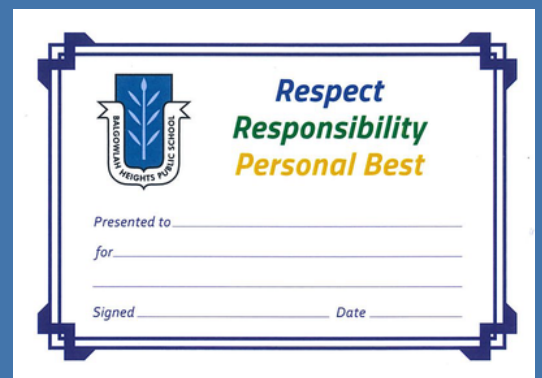 BALGOWLAH HEIGHTS PUBLIC SCHOOL
Respect
Responsibility
Personal Best
Presented to
for
Signed Date